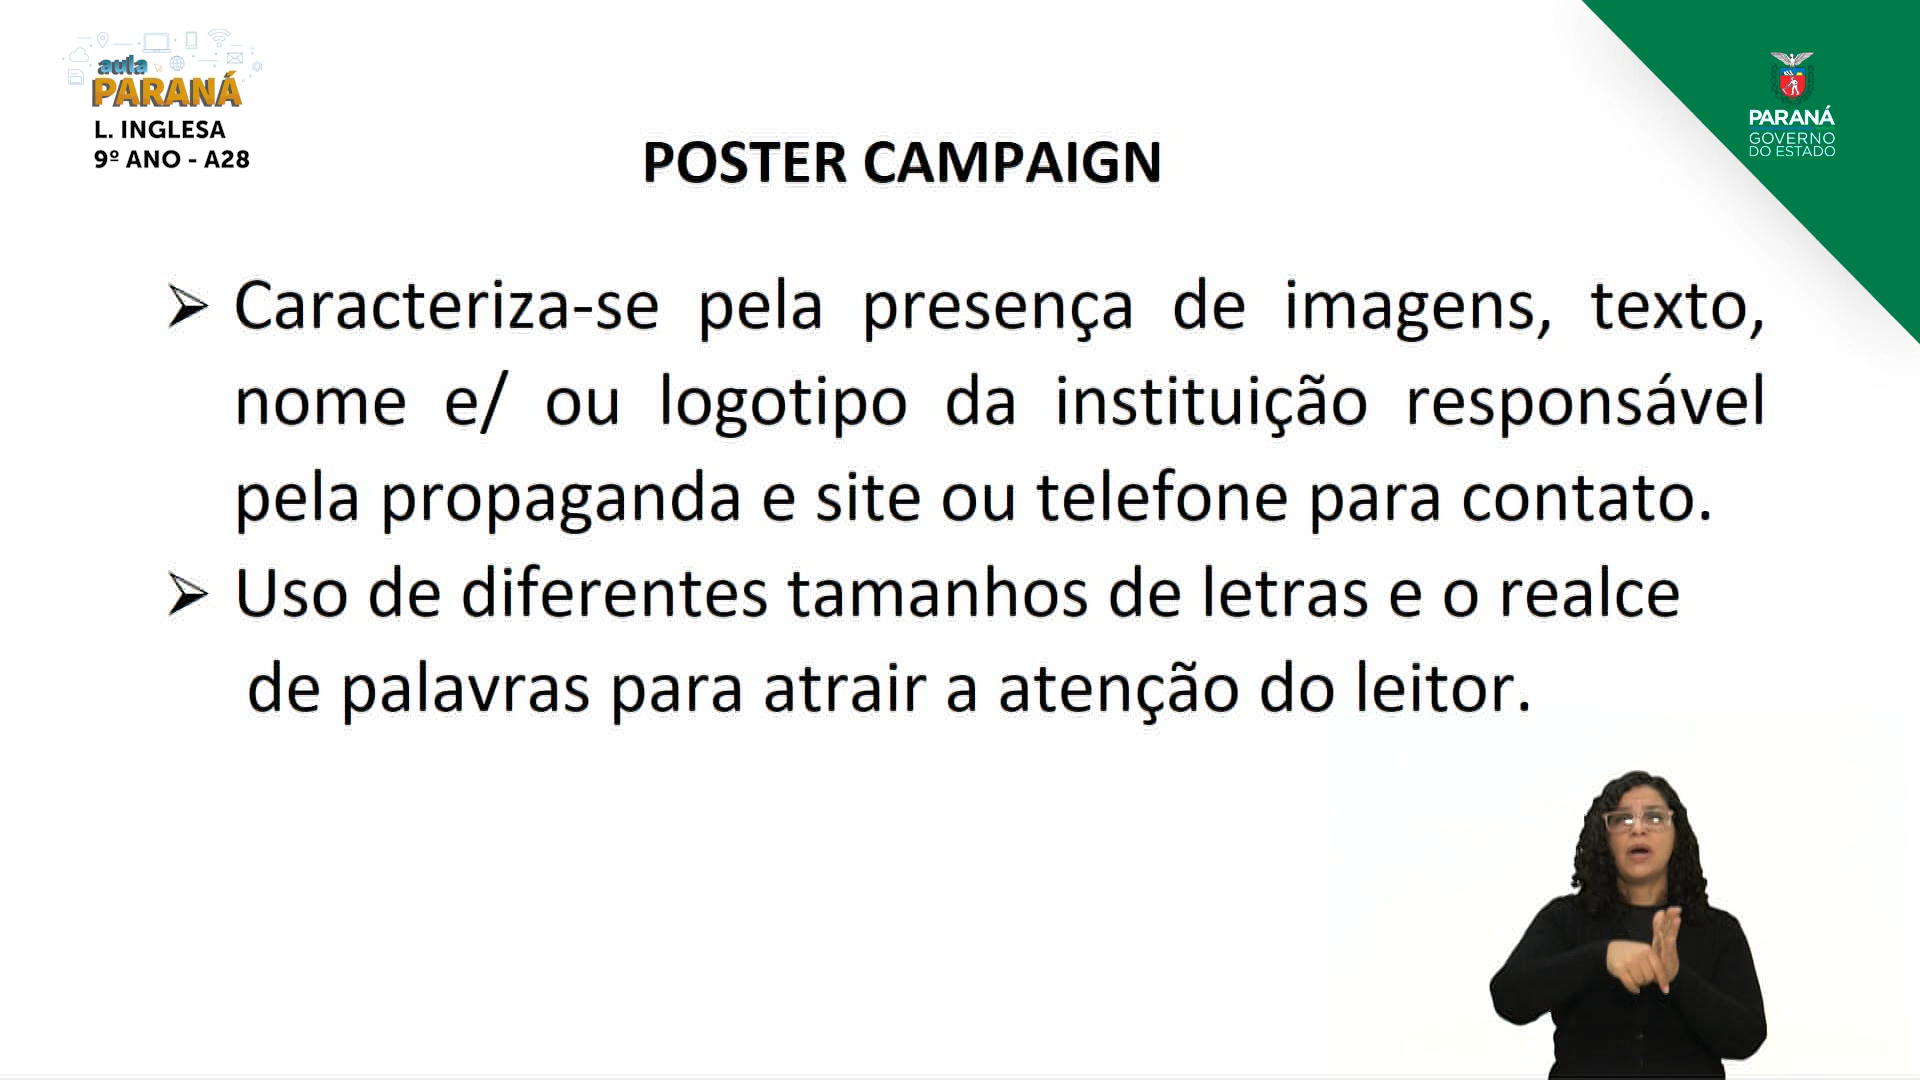 aula
PARANÁ
L. INGLESA
9º ANO - A28
PARANÁ
GOVERNO
DO ESTADO
POSTER CAMPAIGN
Caracteriza-se pela presença de imagens, texto,
nome e/ ou logotipo da instituição responsável
pela propaganda e site ou telefone para contato.
Uso de diferentes tamanhos de letras e o realce
de palavras para atrair a atenção do leitor.